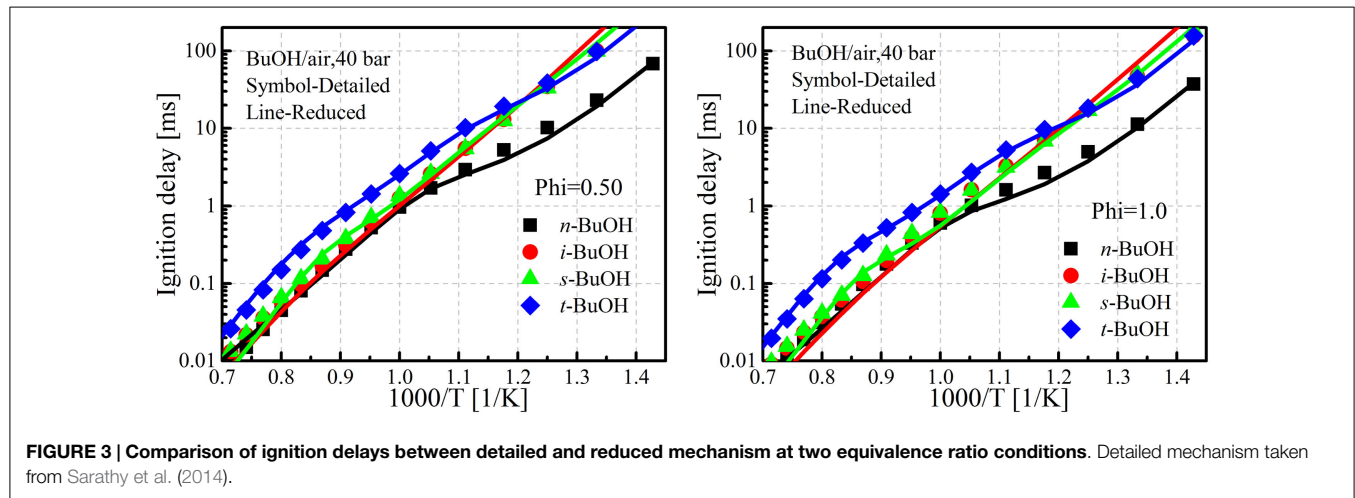 100
10
1
0.1
0.01
Ignition delay [ms]
BuOH/air,40 bar
Symbol-Detailed
Line-Reduced
Phi=0.50
n-BuOH
i-BuOH
s-BuOH
t-BuOH
0.7 0.8 0.9 1.0 1.1 1.2 1.3 1.4
1000/T [1/K]
100
10
1
0.1
0.01
Ignition delay [ms]
BuOH/air,40 bar
Symbol-Detailed
Line-Reduced
Phi=1.0
n-BuOH
i-BuOH
s-BuOH
t-BuOH
0.7 0.8 0.9 1.0 1.1 1.2 1.3 1.4
1000/T [1/K]
FIGURE 3 | Comparison of ignition delays between detailed and reduced mechanism at two equivalence ratio conditions. Detailed mechanism taken
from Sarathy et al. (2014).